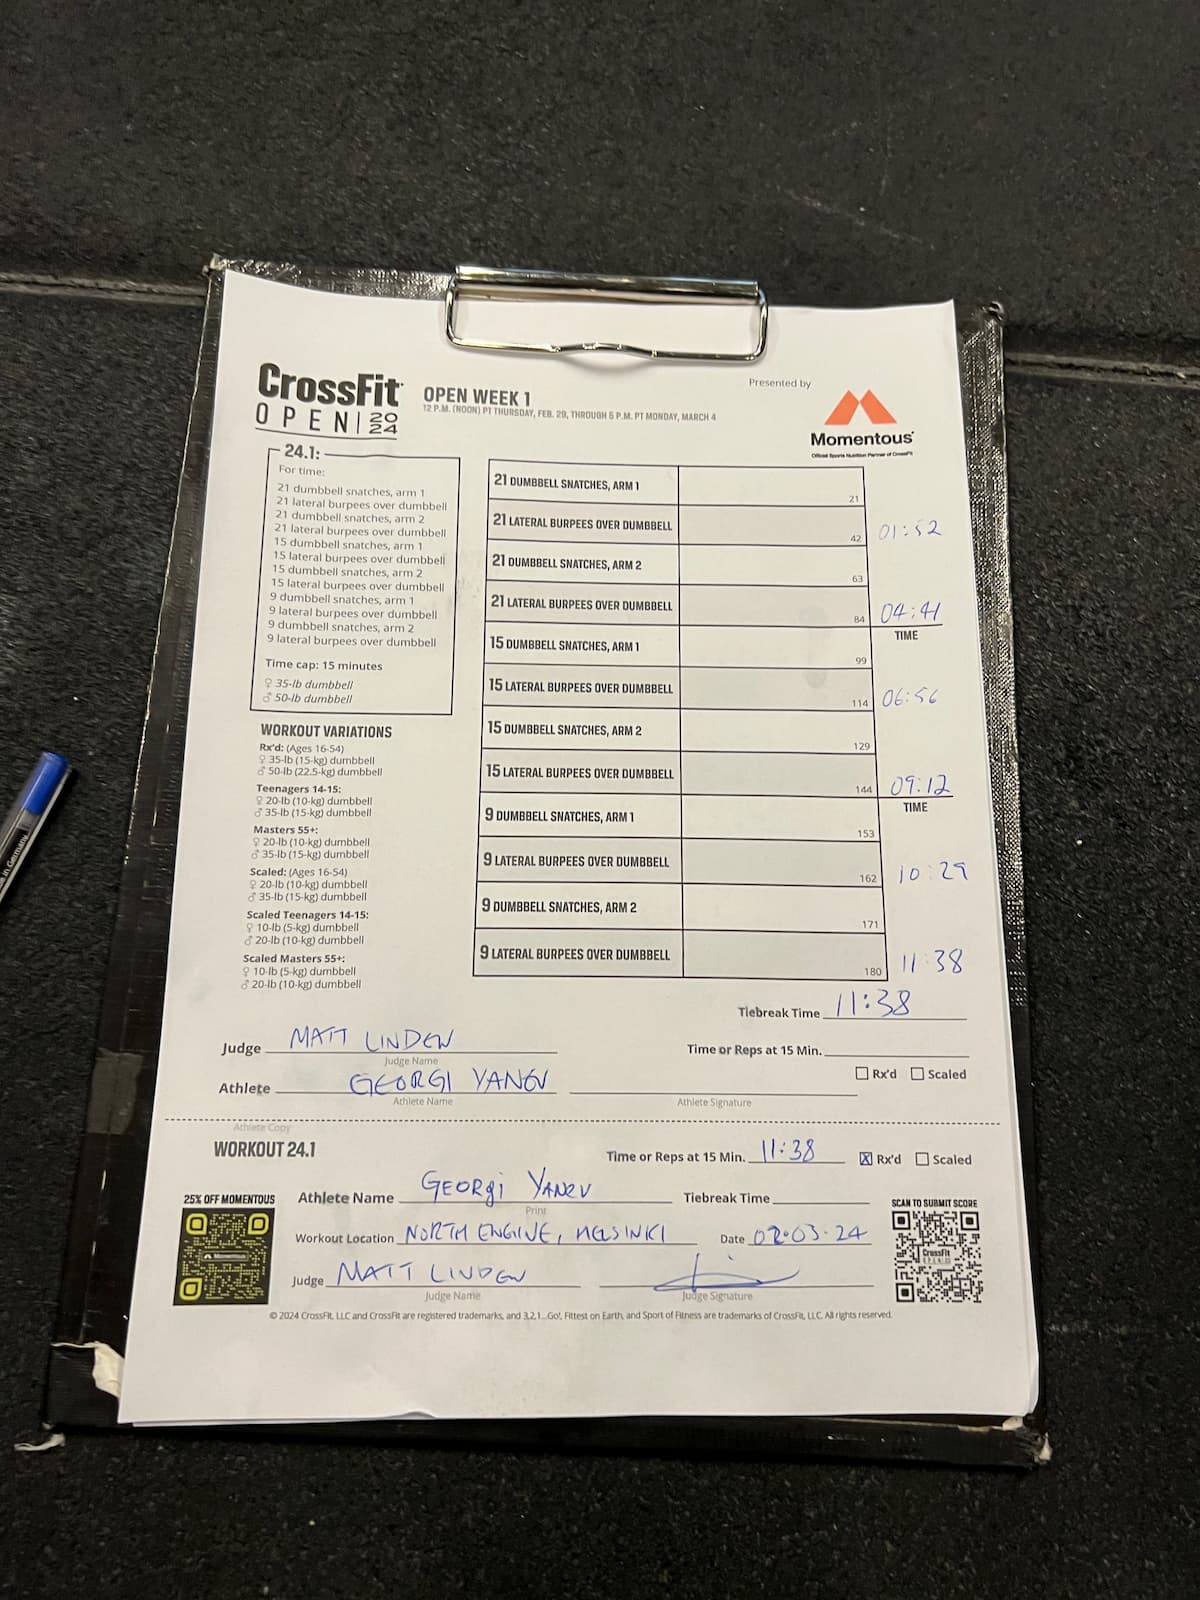 CrossFit
OPEN 2024
OPEN WEEK 1
12 P.M. (NOON) PT THURSDAY, FEB. 29, THROUGH 5 P.M. PT MONDAY, MARCH 4
Presented by
Momentous
Official Sports Nutrition Partner of CrossFit
24.1:
For time:
21 dumbbell snatches, arm 1
21 lateral burpees over dumbbell
21 dumbbell snatches, arm 2
21 lateral burpees over dumbbell
15 dumbbell snatches, arm 1
15 lateral burpees over dumbbell
15 dumbbell snatches, arm 2
15 lateral burpees over dumbbell
9 dumbbell snatches, arm 1
9 lateral burpees over dumbbell
9 dumbbell snatches, arm 2
9 lateral burpees over dumbbell
Time cap: 15 minutes
♀ 35-lb dumbbell
♂ 50-lb dumbbell
WORKOUT VARIATIONS
Rx'd: (Ages 16-54)
♀ 35-lb (15-kg) dumbbell
♂ 50-lb (22.5-kg) dumbbell
Teenagers 14-15:
♀ 20-lb (10-kg) dumbbell
♂ 35-lb (15-kg) dumbbell
Masters 55+:
♀ 20-lb (10-kg) dumbbell
♂ 35-lb (15-kg) dumbbell
Scaled: (Ages 16-54)
♀ 20-lb (10-kg) dumbbell
♂ 35-lb (15-kg) dumbbell
Scaled Teenagers 14-15:
♀ 10-lb (5-kg) dumbbell
♂ 20-lb (10-kg) dumbbell
Scaled Masters 55+:
♀ 10-lb (5-kg) dumbbell
♂ 20-lb (10-kg) dumbbell
21 DUMBBELL SNATCHES, ARM 1 21
21 LATERAL BURPEES OVER DUMBBELL 42 01:52
21 DUMBBELL SNATCHES, ARM 2 63
21 LATERAL BURPEES OVER DUMBBELL 84 04:41
TIME
15 DUMBBELL SNATCHES, ARM 1 99
15 LATERAL BURPEES OVER DUMBBELL 114 06:56
15 DUMBBELL SNATCHES, ARM 2 129
15 LATERAL BURPEES OVER DUMBBELL 144 09:12
TIME
9 DUMBBELL SNATCHES, ARM 1 153
9 LATERAL BURPEES OVER DUMBBELL 162 10:29
9 DUMBBELL SNATCHES, ARM 2 171
9 LATERAL BURPEES OVER DUMBBELL 180 11:38
Tiebreak Time 11:38
Judge MATT LINDEN
Judge Name
Time or Reps at 15 Min.
Rx'd Scaled
Athlete GEORGI YANEV
Athlete Name
Athlete Signature
Athlete Copy
WORKOUT 24.1
Time or Reps at 15 Min. 11:38 Rx'd Scaled
25% OFF MOMENTOUS
Momentous
Athlete Name GEORGI YANEV
Print
Tiebreak Time
SCAN TO SUBMIT SCORE
CrossFit
OPEN
Workout Location NORTH ENGINE, HELSINKI Date 02.03.24
Judge MATT LINDEN
Judge Name
Judge Signature
© 2024 CrossFit, LLC and CrossFit are registered trademarks, and 3,2,1...Go!, Fittest on Earth, and Sport of Fitness are trademarks of CrossFit, LLC. All rights reserved.
in Germany